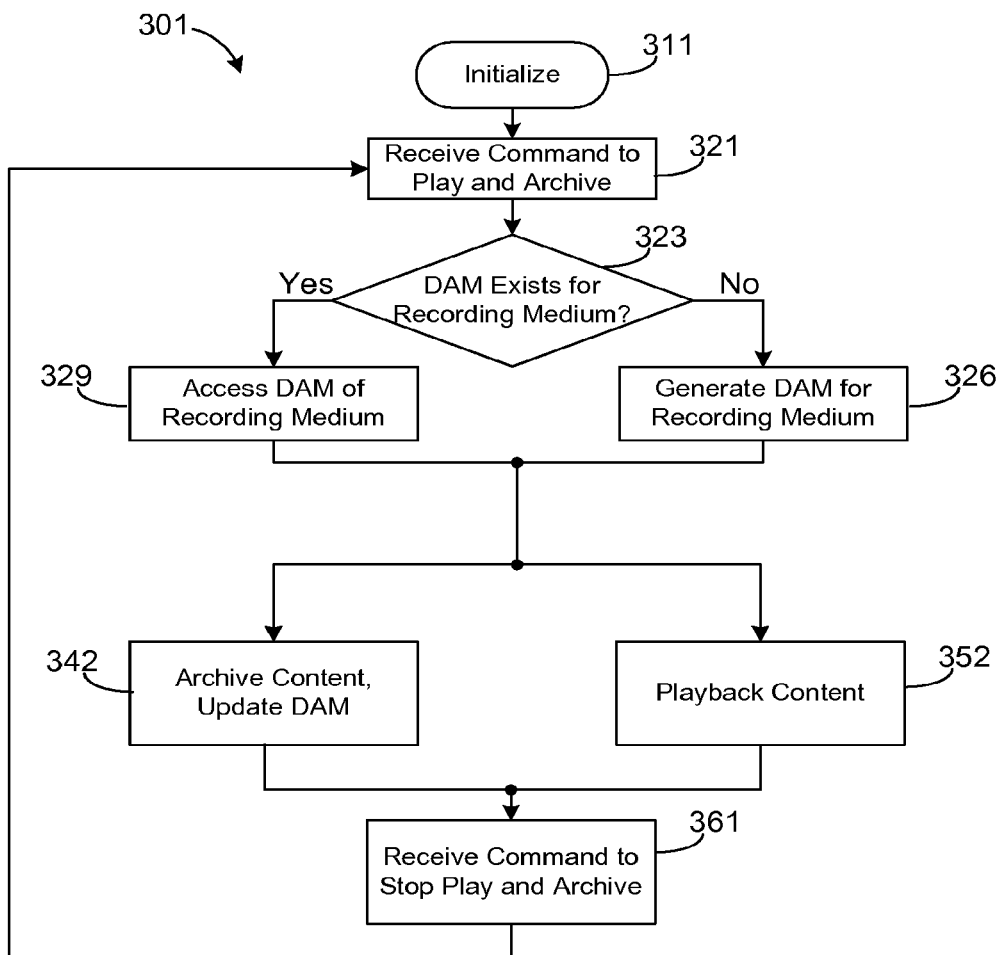 301
311
Initialize
321
Receive Command to
Play and Archive
323
Yes
DAM Exists for
Recording Medium?
No
329
Access DAM of
Recording Medium
Generate DAM for
Recording Medium
326
342
Archive Content,
Update DAM
Playback Content
352
361
Receive Command to
Stop Play and Archive